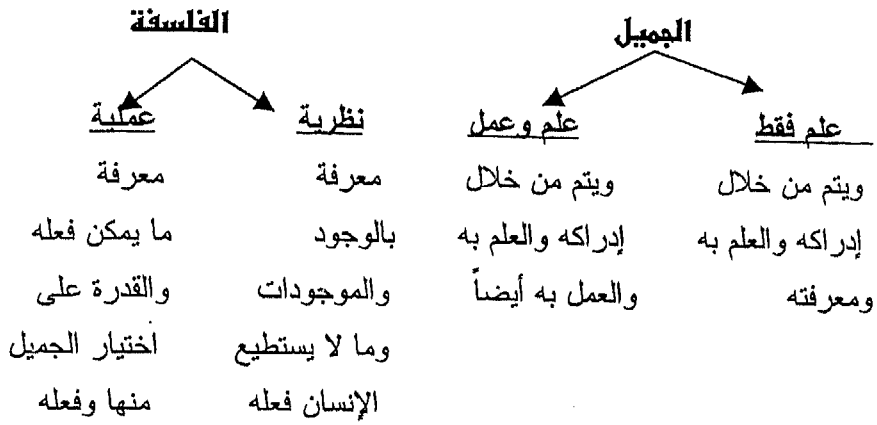 الجميل
علم فقط
ويتم من خلال
إدراكه والعلم به
ومعرفته
علم وعمل
ويتم من خلال
إدراكه والعلم به
والعمل به أيضاً
الفلسفة
نظرية
معرفة
بالوجود
والموجودات
وما لا يستطيع
الإنسان فعله
عملية
معرفة
ما يمكن فعله
والقدرة على
اختيار الجميل
منها وفعله